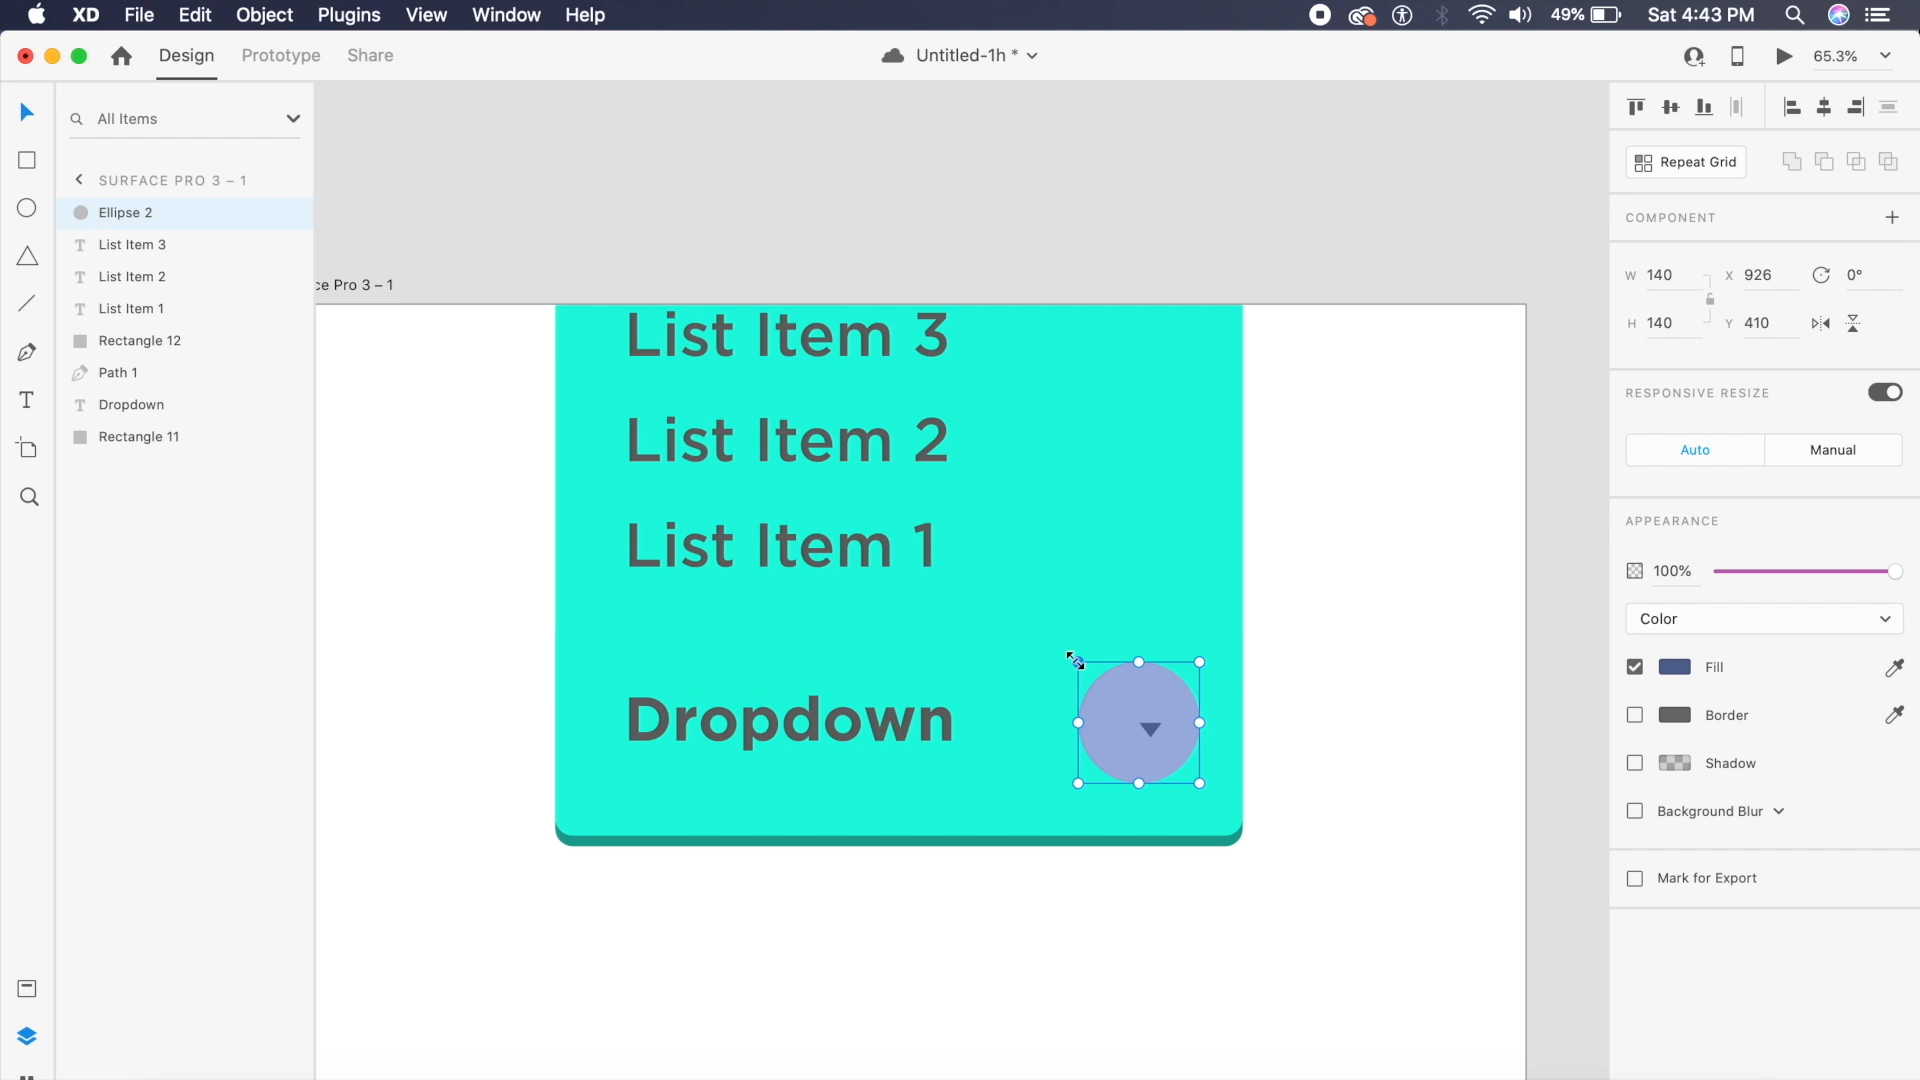 XD File Edit Object Plugins View Window Help 49% Sat 4:43 PM
Design Prototype Share Untitled-1h * 65.3%
All Items
SURFACE PRO 3 – 1
Ellipse 2
List Item 3
List Item 2
List Item 1
Rectangle 12
Path 1
Dropdown
Rectangle 11
ce Pro 3 – 1
List Item 3
List Item 2
List Item 1
Dropdown
Repeat Grid
COMPONENT
W 140 X 926 0°
H 140 Y 410
RESPONSIVE RESIZE
Auto Manual
APPEARANCE
100%
Color
Fill
Border
Shadow
Background Blur
Mark for Export